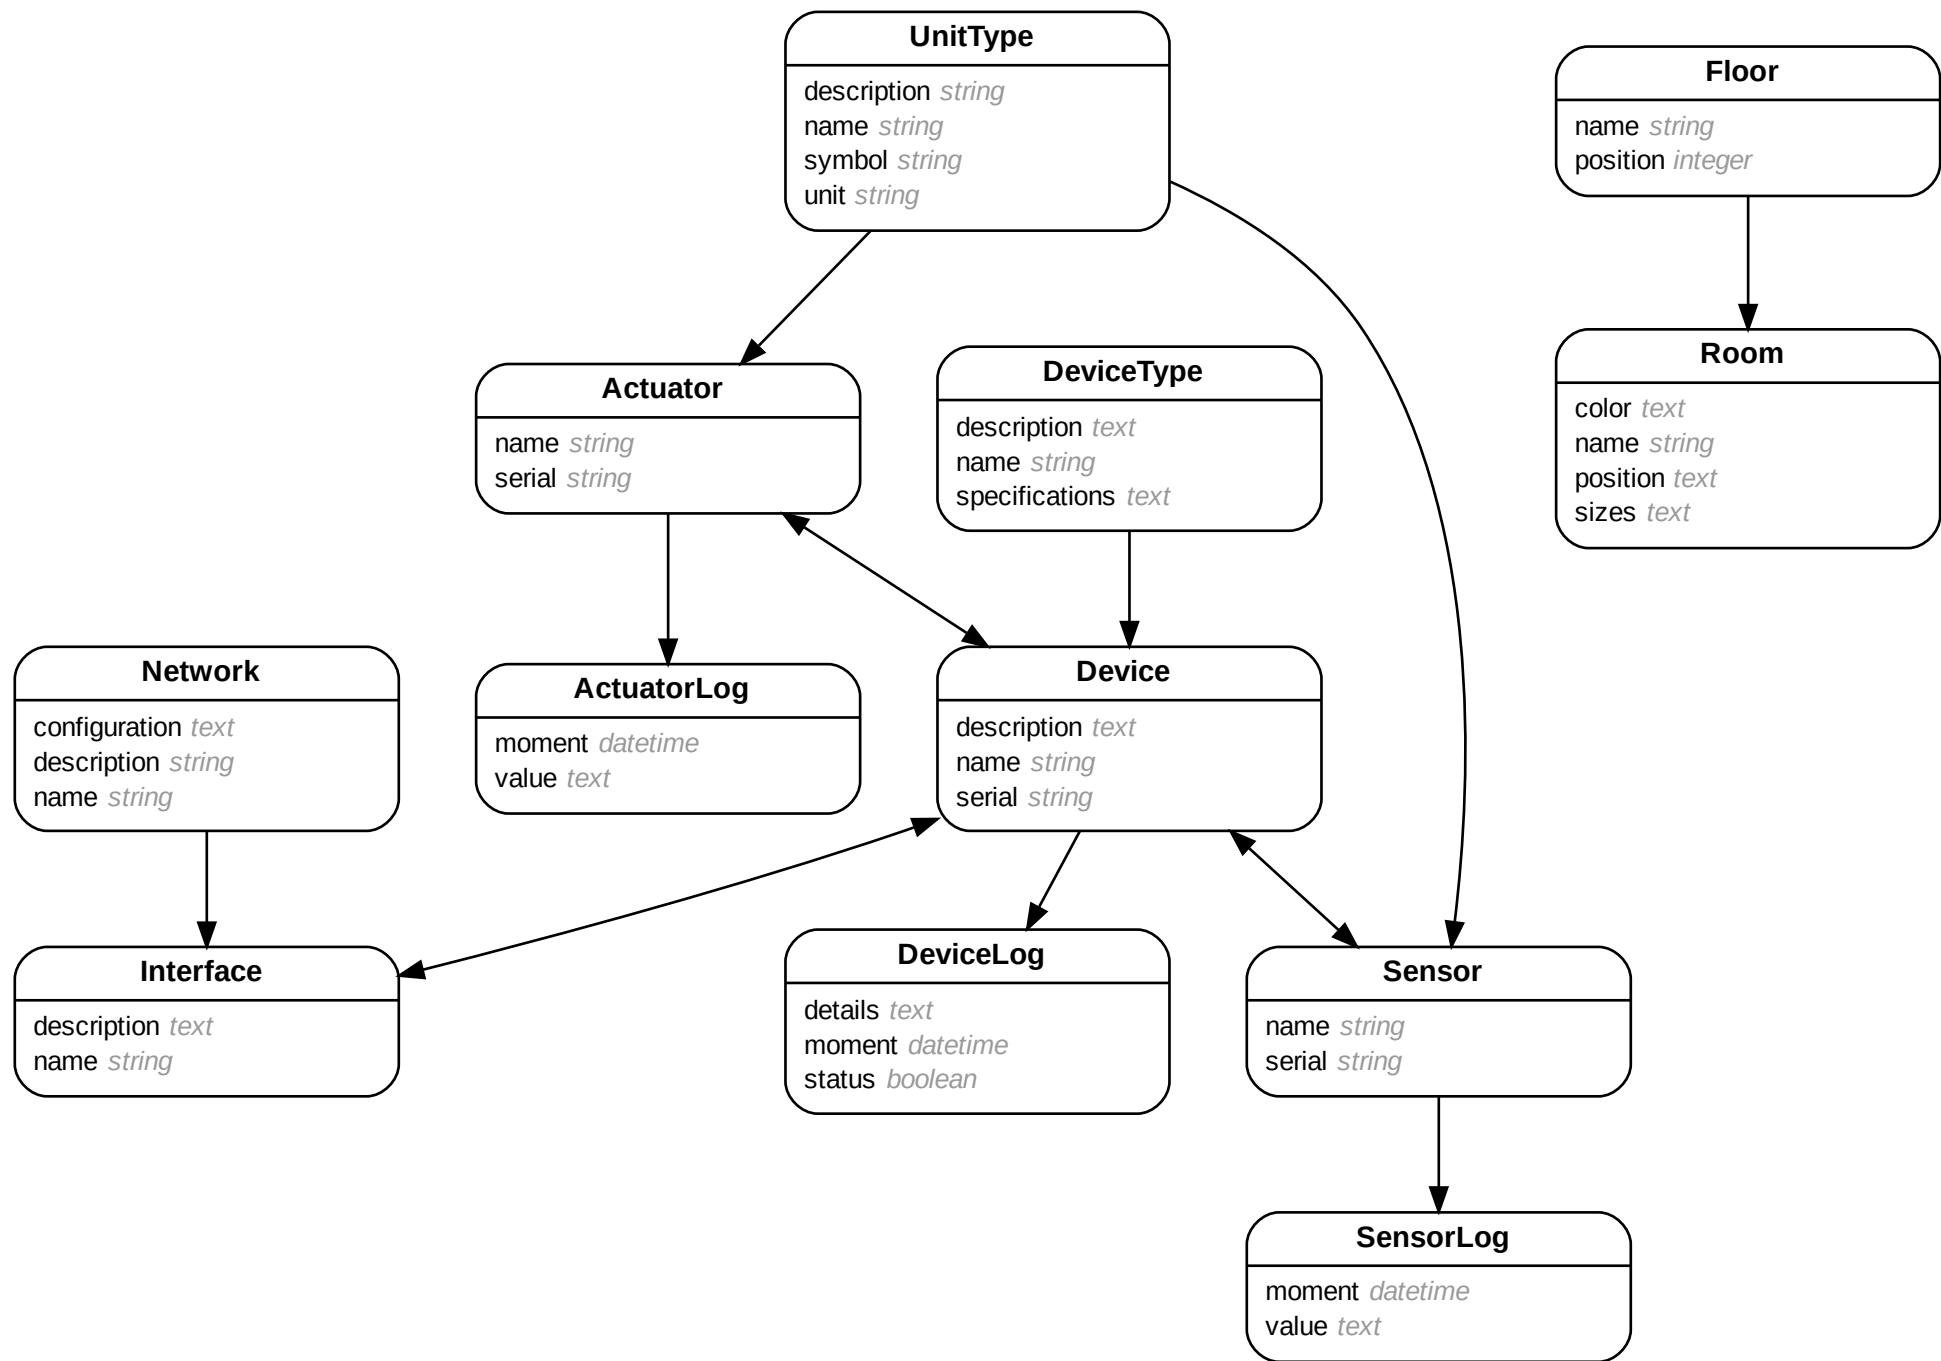 UnitType
description string
name string
symbol string
unit string
Floor
name string
position integer
Actuator
name string
serial string
DeviceType
description text
name string
specifications text
Room
color text
name string
position text
sizes text
Network
configuration text
description string
name string
ActuatorLog
moment datetime
value text
Device
description text
name string
serial string
Interface
description text
name string
DeviceLog
details text
moment datetime
status boolean
Sensor
name string
serial string
SensorLog
moment datetime
value text